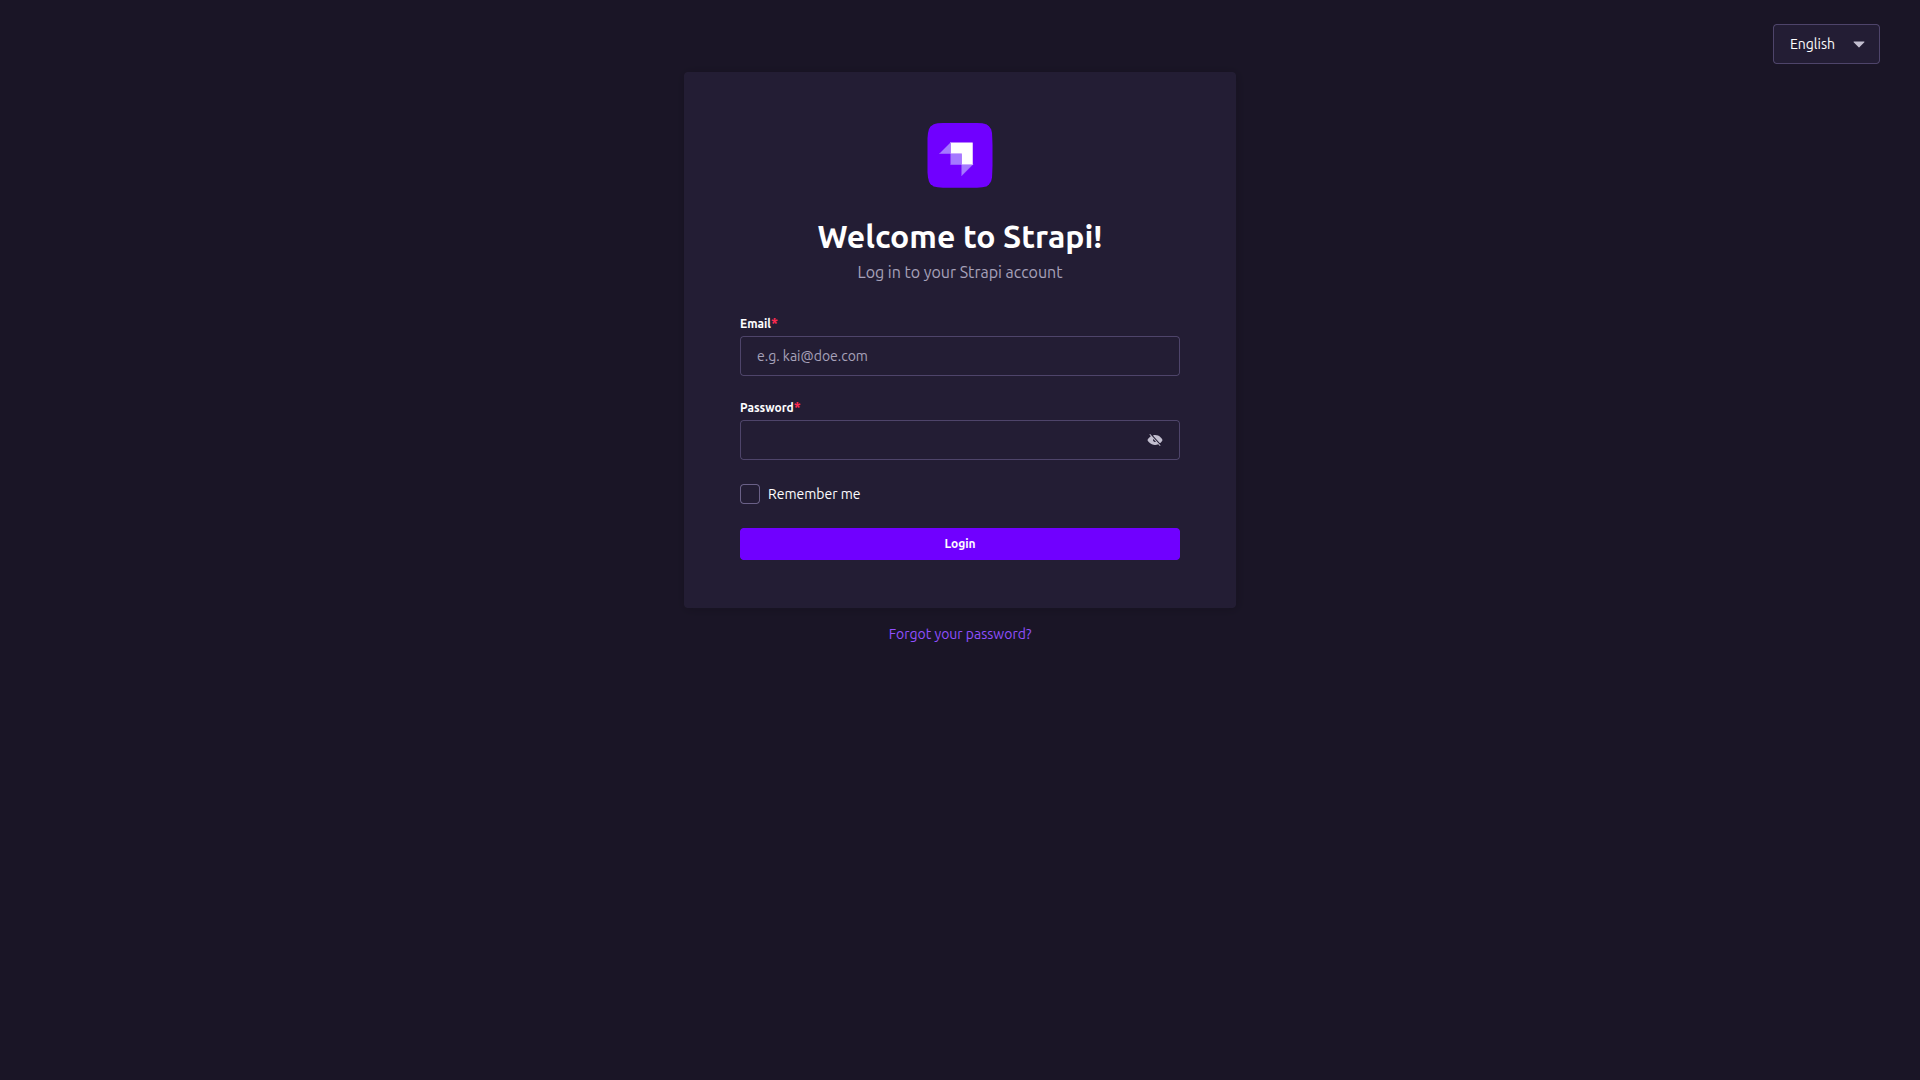 English
Welcome to Strapi!
Log in to your Strapi account
Email*
e.g. kai@doe.com
Password*
Remember me
Login
Forgot your password?